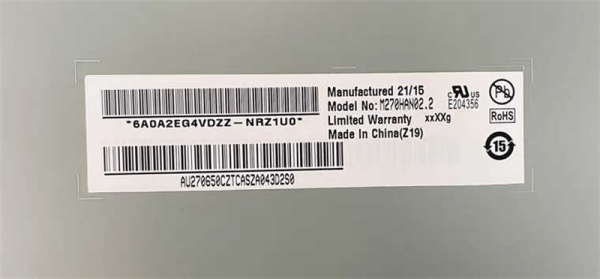 *6A0A2EG4VDZZ-NRZ1U0*
AU270650CZTCASZA043D2S0
Manufactured 21/15
Model No: M270HAN02.2
Limited Warranty xxXXg
Made In China(Z19)
c US
E204356
RoHS
15